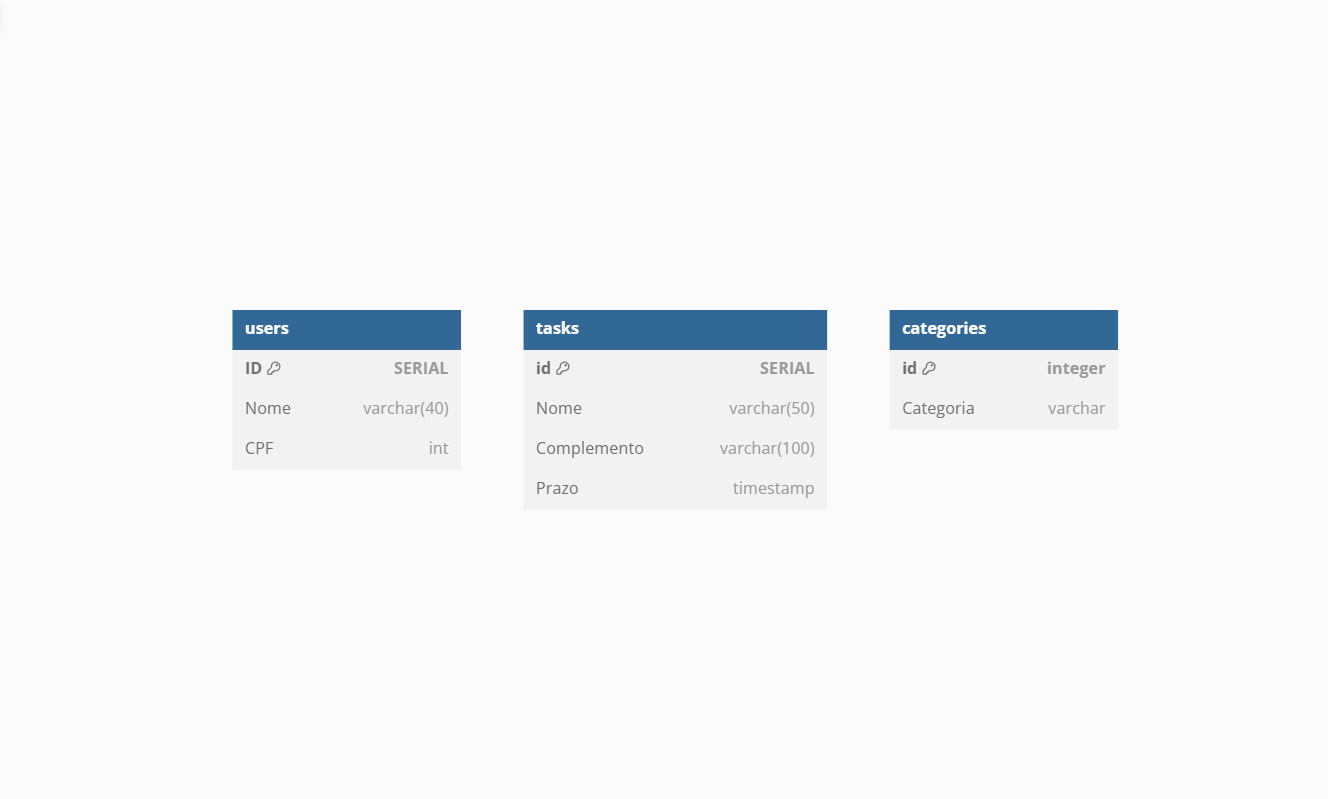 users
ID SERIAL
Nome varchar(40)
CPF int
tasks
id SERIAL
Nome varchar(50)
Complemento varchar(100)
Prazo timestamp
categories
id integer
Categoria varchar